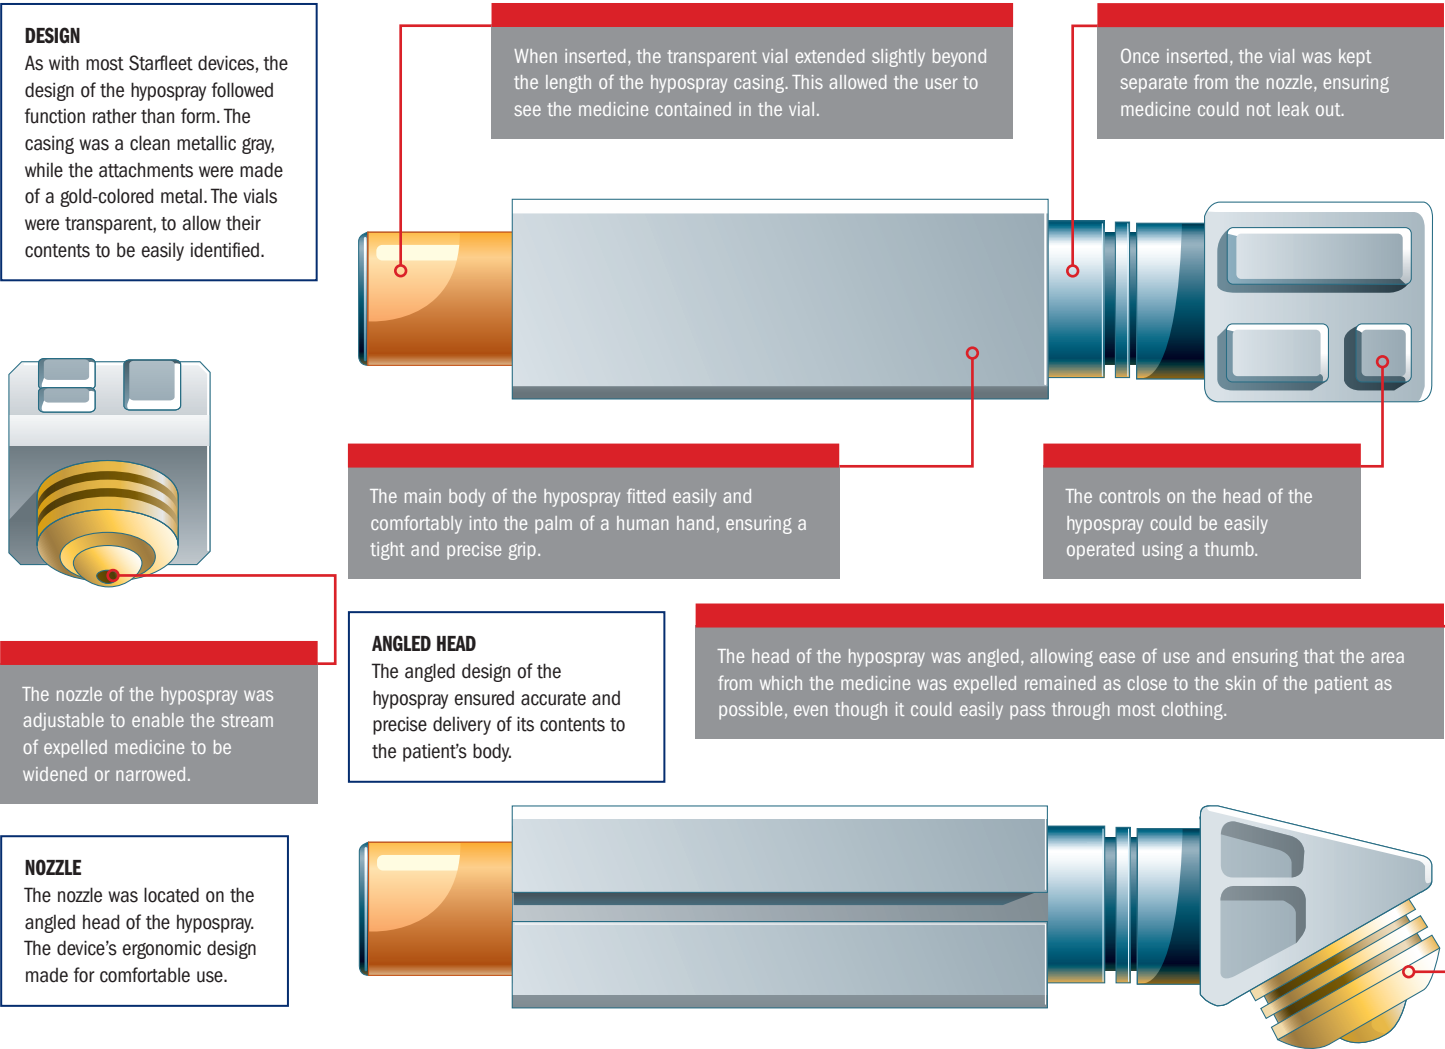 DESIGN
As with most Starfleet devices, the
design of the hypospray followed
function rather than form. The
casing was a clean metallic gray,
while the attachments were made
of a gold-colored metal. The vials
were transparent, to allow their
contents to be easily identified.
When inserted, the transparent vial extended slightly beyond
the length of the hypospray casing. This allowed the user to
see the medicine contained in the vial.
Once inserted, the vial was kept
separate from the nozzle, ensuring
medicine could not leak out.
The main body of the hypospray fitted easily and
comfortably into the palm of a human hand, ensuring a
tight and precise grip.
The controls on the head of the
hypospray could be easily
operated using a thumb.
The nozzle of the hypospray was
adjustable to enable the stream
of expelled medicine to be
widened or narrowed.
ANGLED HEAD
The angled design of the
hypospray ensured accurate and
precise delivery of its contents to
the patient's body.
The head of the hypospray was angled, allowing ease of use and ensuring that the area
from which the medicine was expelled remained as close to the skin of the patient as
possible, even though it could easily pass through most clothing.
NOZZLE
The nozzle was located on the
angled head of the hypospray.
The device's ergonomic design
made for comfortable use.